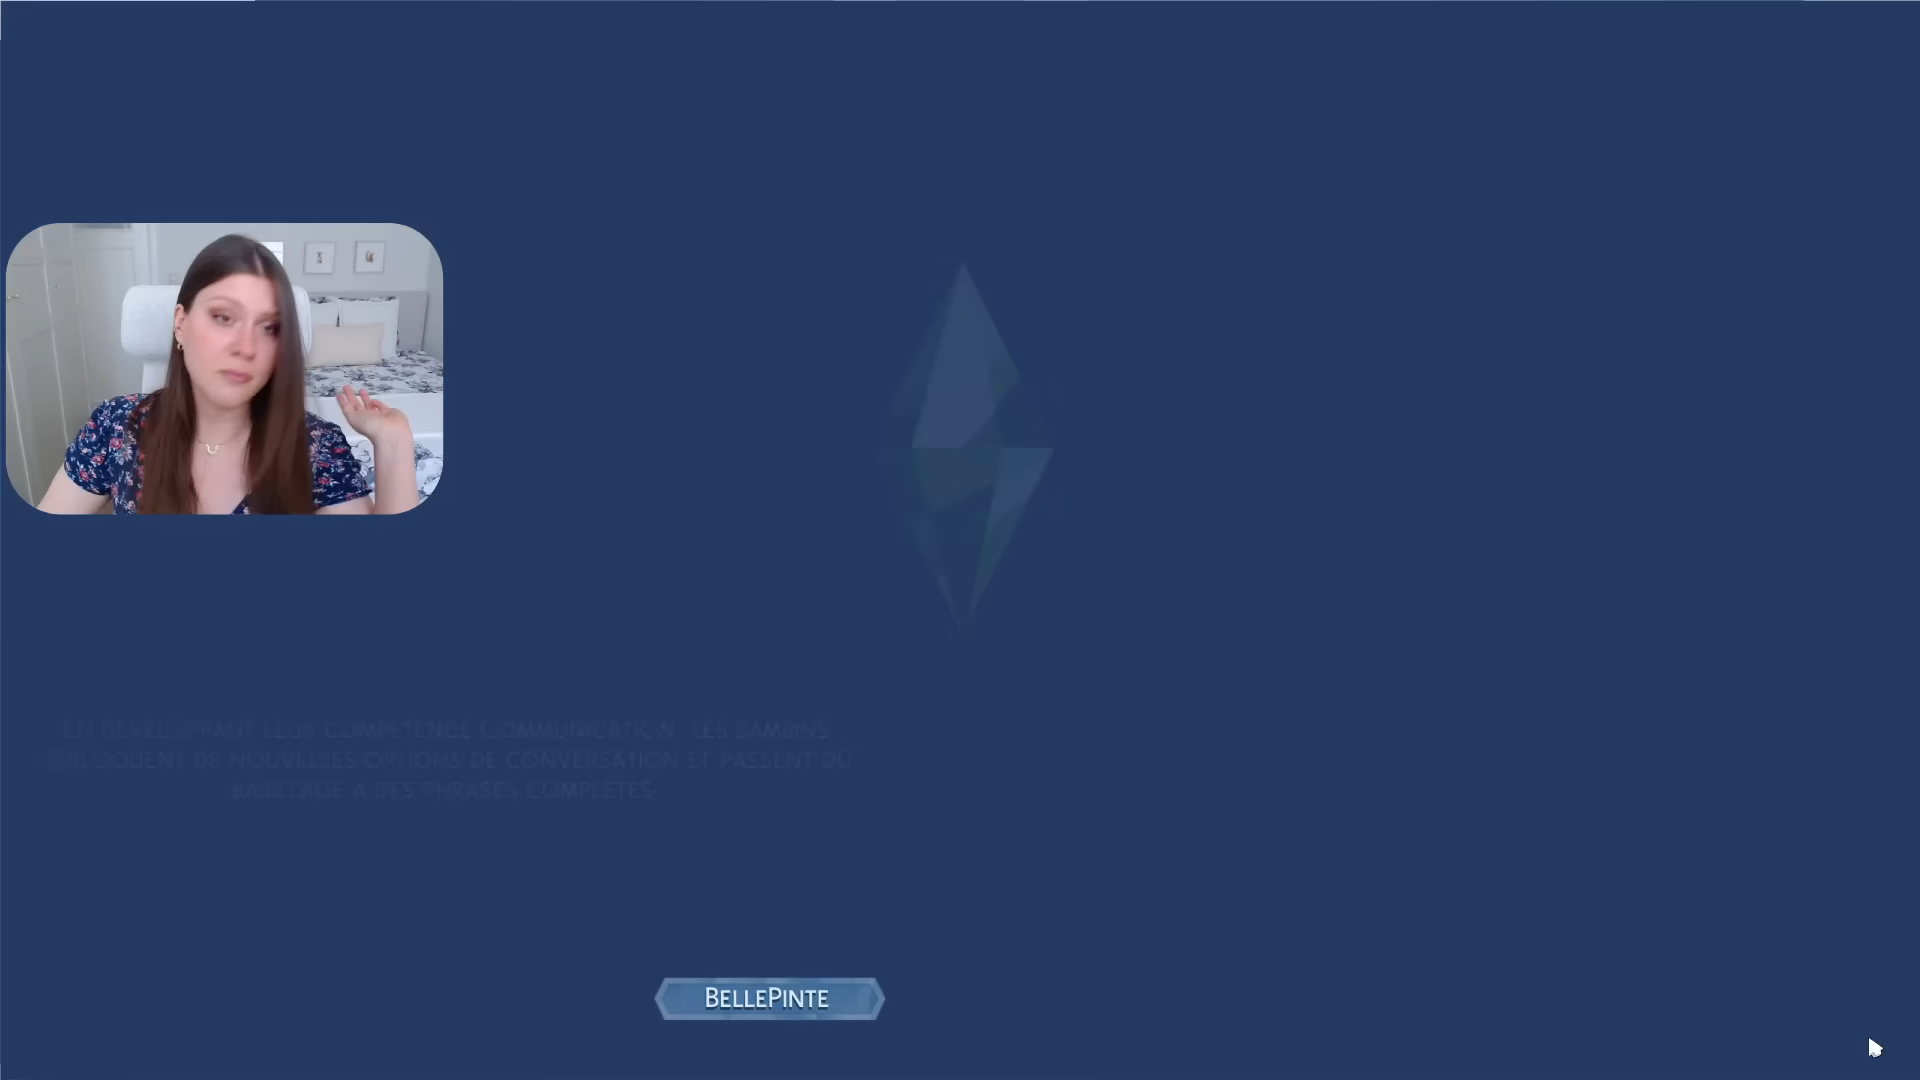 EN DÉVELOPPANT LEUR COMPÉTENCE COMMUNICATION, LES BAMBINS
DE NOUVELLES OPTIONS DE CONVERSATION ET PASSENT DU
BABILLAGE À DES PHRASES COMPLÈTES.
BELLEPINTE